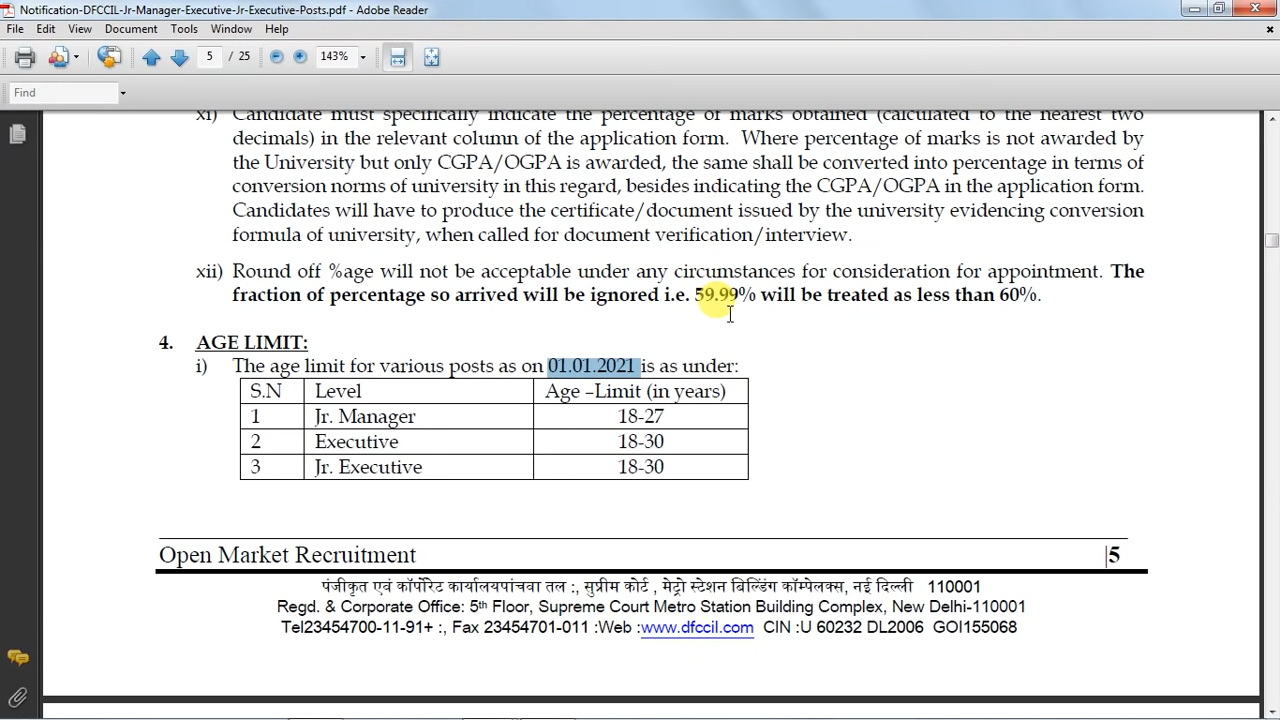 Notification-DFCCIL-Jr-Manager-Executive-Jr-Executive-Posts.pdf - Adobe Reader
File Edit View Document Tools Window Help
5 / 25 143%
Find
xi) Candidate must specifically indicate the percentage of marks obtained (calculated to the nearest two
decimals) in the relevant column of the application form. Where percentage of marks is not awarded by
the University but only CGPA/OGPA is awarded, the same shall be converted into percentage in terms of
conversion norms of university in this regard, besides indicating the CGPA/OGPA in the application form.
Candidates will have to produce the certificate/document issued by the university evidencing conversion
formula of university, when called for document verification/interview.
xii) Round off %age will not be acceptable under any circumstances for consideration for appointment. The
fraction of percentage so arrived will be ignored i.e. 59.99% will be treated as less than 60%.
4. AGE LIMIT:
i) The age limit for various posts as on 01.01.2021 is as under:
S.N Level Age –Limit (in years)
1 Jr. Manager 18-27
2 Executive 18-30
3 Jr. Executive 18-30
Open Market Recruitment |5
पंजीकृत एवं कॉर्पोरेट कार्यालयपांचवा तल :, सुप्रीम कोर्ट , मेट्रो स्टेशन बिल्डिंग कॉम्पेलक्स, नई दिल्ली 110001
Regd. & Corporate Office: 5th Floor, Supreme Court Metro Station Building Complex, New Delhi-110001
Tel23454700-11-91+ :, Fax 23454701-011 :Web :www.dfccil.com CIN :U 60232 DL2006 GOI155068